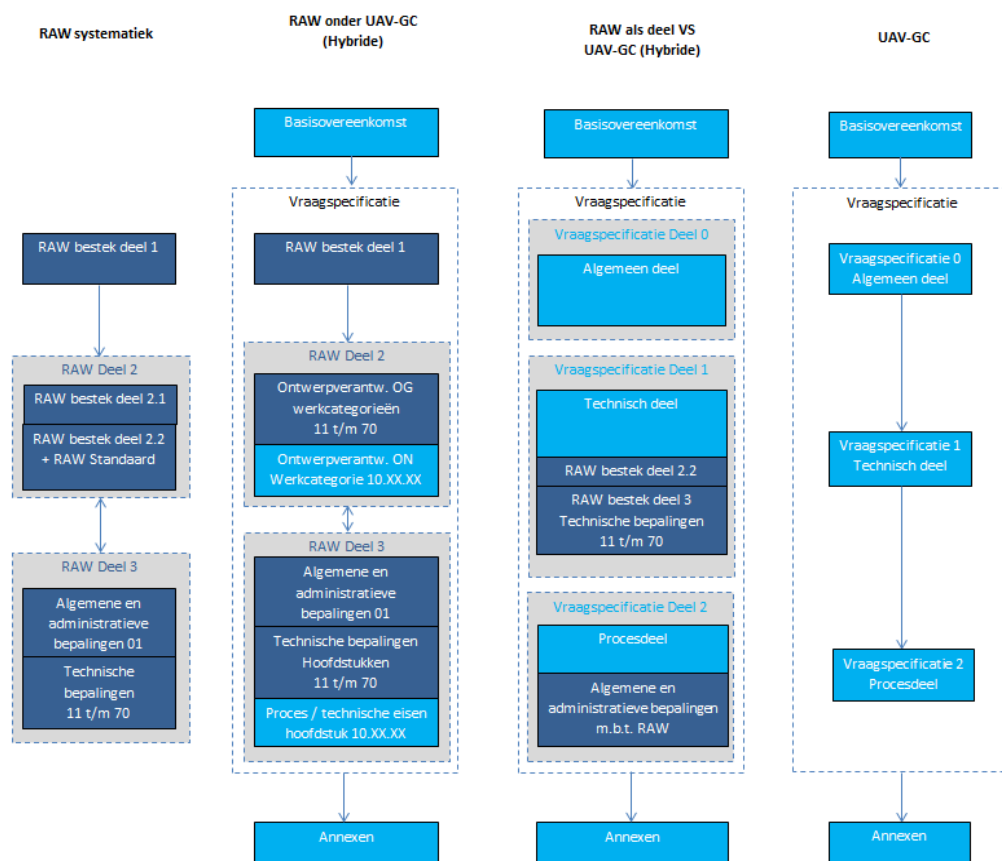 RAW systematiek
RAW bestek deel 1
RAW Deel 2
RAW bestek deel 2.1
RAW bestek deel 2.2
+ RAW Standaard
RAW Deel 3
Algemene en
administratieve
bepalingen 01
Technische
bepalingen
11 t/m 70
RAW onder UAV-GC
(Hybride)
Basisovereenkomst
Vraagspecificatie
RAW bestek deel 1
RAW Deel 2
Ontwerpverantw. OG
werkcategorieën
11 t/m 70
Ontwerpverantw. ON
Werkcategorie 10.XX.XX
RAW Deel 3
Algemene en
administratieve
bepalingen 01
Technische bepalingen
Hoofdstukken
11 t/m 70
Proces / technische eisen
hoofdstuk 10.XX.XX
Annexen
RAW als deel VS
UAV-GC (Hybride)
Basisovereenkomst
Vraagspecificatie
Vraagspecificatie Deel 0
Algemeen deel
Vraagspecificatie Deel 1
Technisch deel
RAW bestek deel 2.2
RAW bestek deel 3
Technische bepalingen
11 t/m 70
Vraagspecificatie Deel 2
Procesdeel
Algemene en
administratieve bepalingen
m.b.t. RAW
Annexen
UAV-GC
Basisovereenkomst
Vraagspecificatie
Vraagspecificatie 0
Algemeen deel
Vraagspecificatie 1
Technisch deel
Vraagspecificatie 2
Procesdeel
Annexen